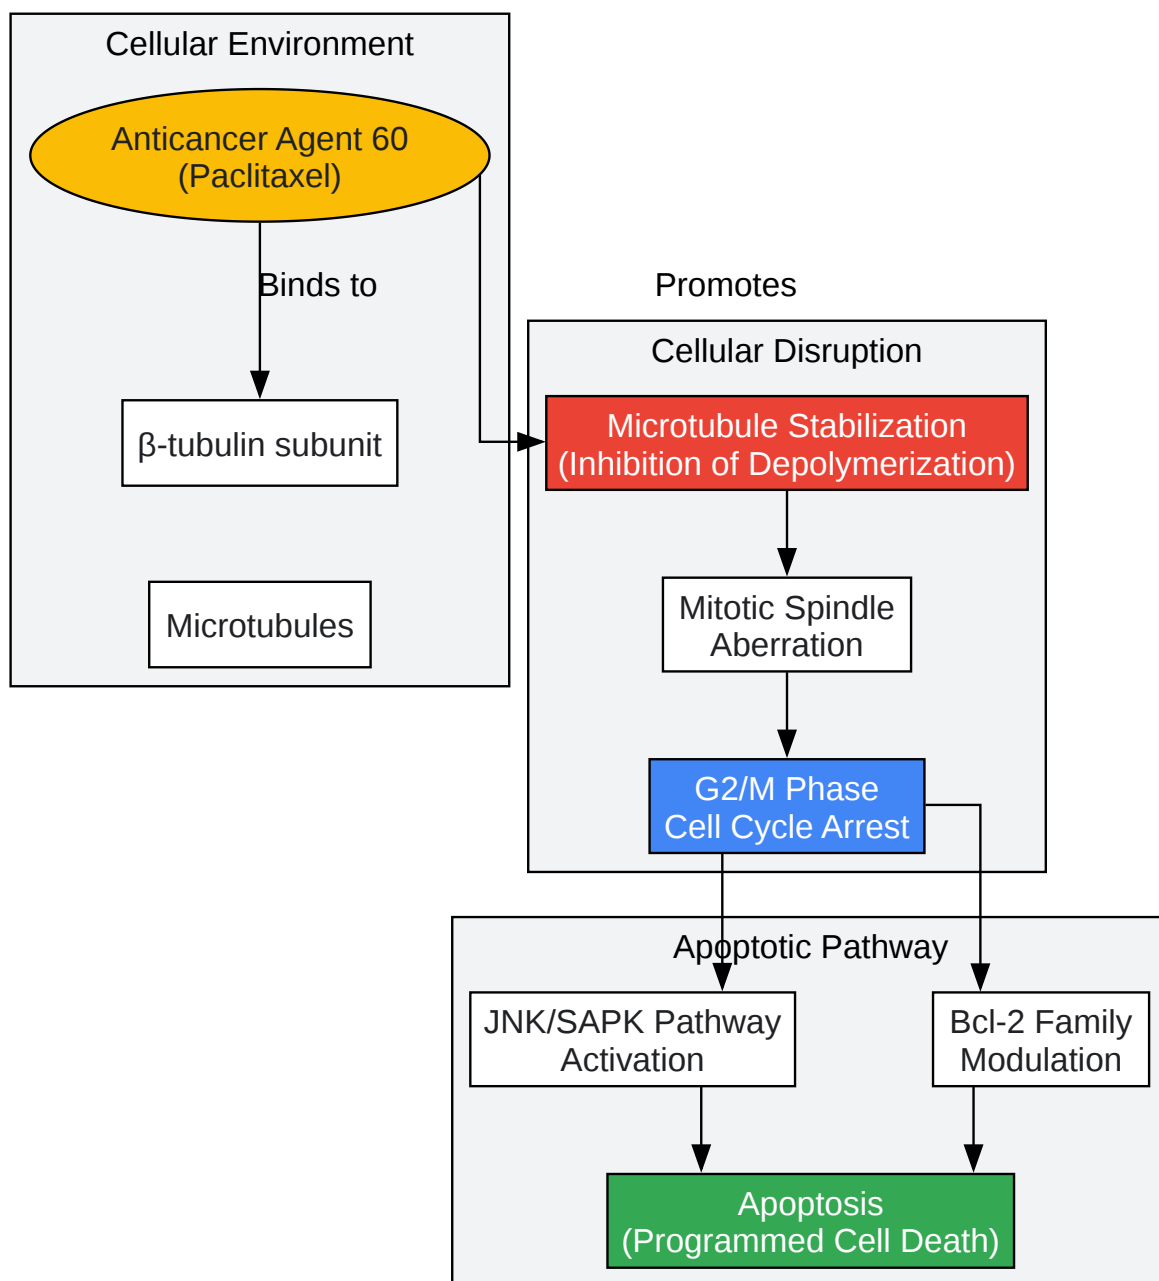 Cellular Environment
Anticancer Agent 60
(Paclitaxel)
Binds to
β-tubulin subunit
Microtubules
Promotes
Cellular Disruption
Microtubule Stabilization
(Inhibition of Depolymerization)
Mitotic Spindle
Aberration
G2/M Phase
Cell Cycle Arrest
Apoptotic Pathway
JNK/SAPK Pathway
Activation
Bcl-2 Family
Modulation
Apoptosis
(Programmed Cell Death)